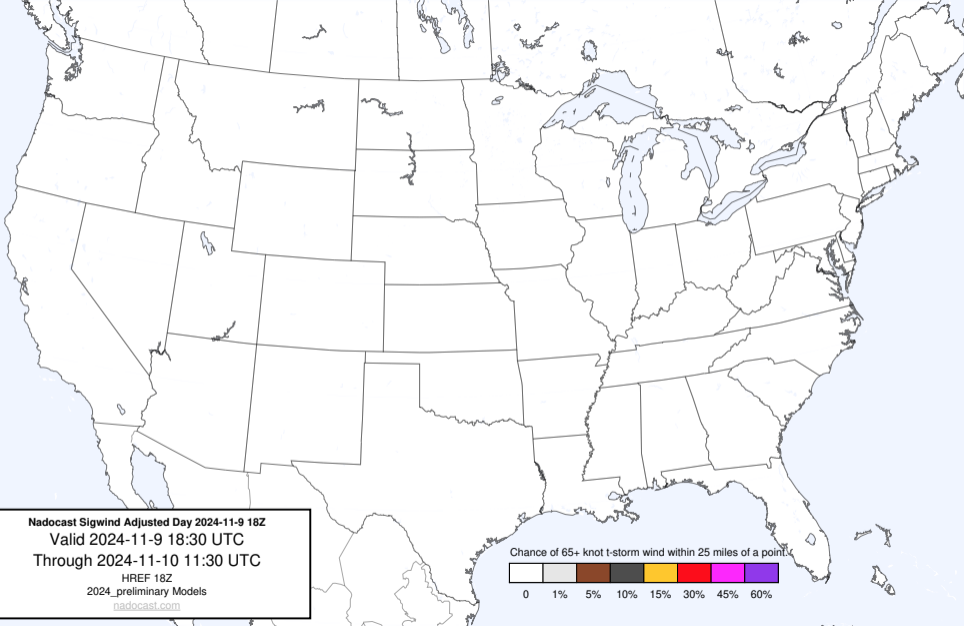 Nadocast Sigwind Adjusted Day 2024-11-9 18Z
Valid 2024-11-9 18:30 UTC
Through 2024-11-10 11:30 UTC
HREF 18Z
2024_preliminary Models
nadocast.com
Chance of 65+ knot t-storm wind within 25 miles of a point.
0 1% 5% 10% 15% 30% 45% 60%